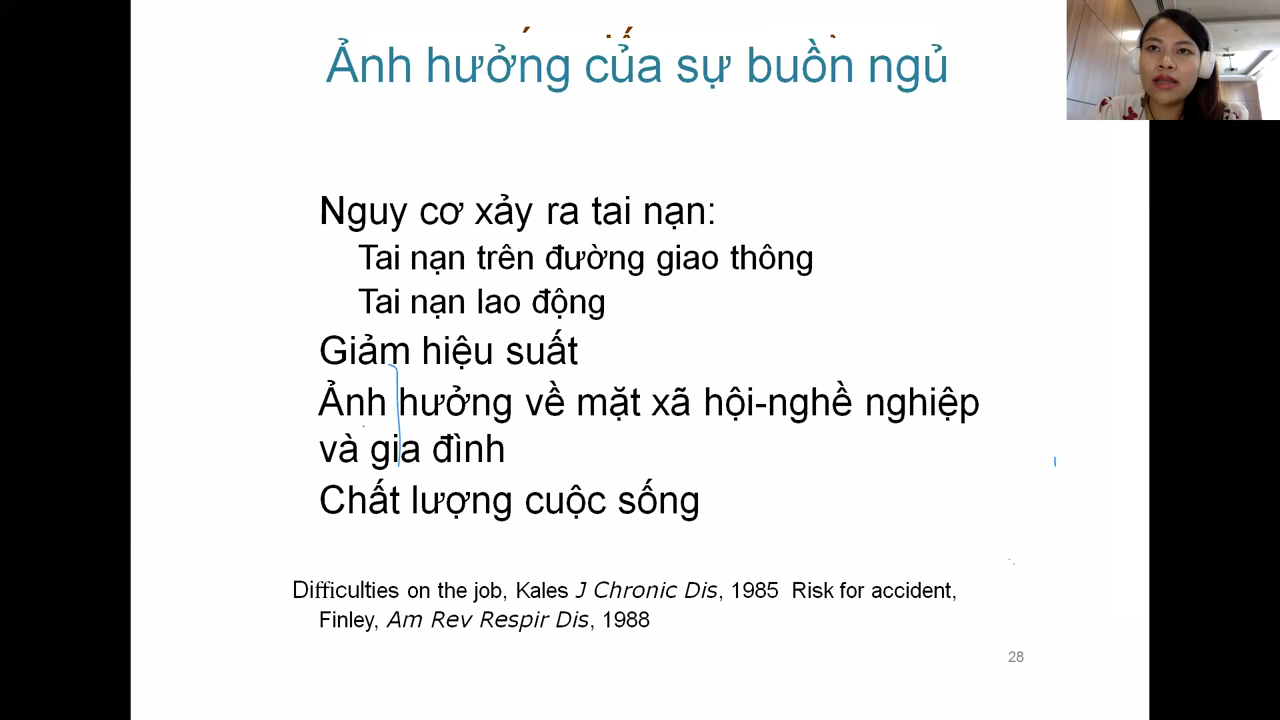 Ảnh hưởng của sự buồn ngủ
Nguy cơ xảy ra tai nạn:
Tai nạn trên đường giao thông
Tai nạn lao động
Giảm hiệu suất
Ảnh hưởng về mặt xã hội-nghề nghiệp
và gia đình
Chất lượng cuộc sống
Difficulties on the job, Kales J Chronic Dis, 1985 Risk for accident,
Finley, Am Rev Respir Dis, 1988
28